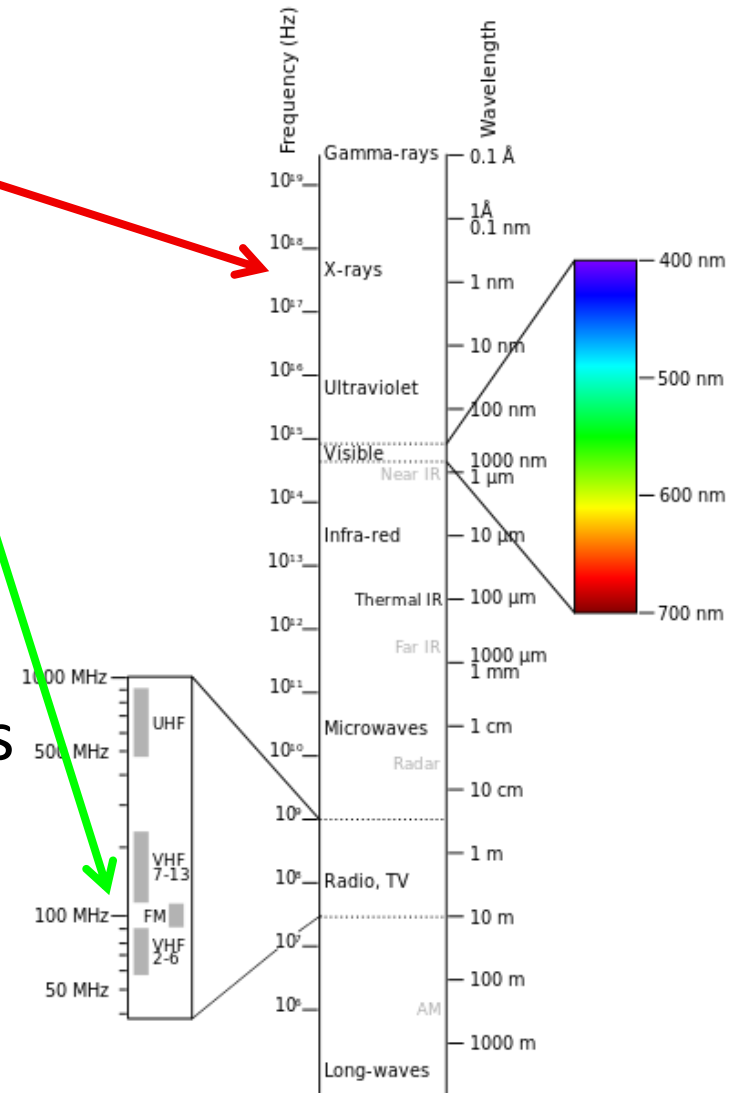 Frequency (Hz)
Wavelength
Gamma-rays
0.1 Å
10¹⁹
1Å
0.1 nm
10¹⁸
X-rays
1 nm
10¹⁷
10 nm
10¹⁶
Ultraviolet
100 nm
10¹⁵
Visible
1000 nm
Near IR
1 µm
10¹⁴
Infra-red
10 µm
10¹³
Thermal IR
100 µm
10¹²
Far IR
1000 µm
1 mm
10¹¹
Microwaves
1 cm
10¹⁰
Radar
10 cm
10⁹
1 m
10⁸
Radio, TV
10 m
10⁷
100 m
10⁶
AM
1000 m
Long-waves
400 nm
500 nm
600 nm
700 nm
1000 MHz
UHF
s
500 MHz
VHF
7-13
100 MHz
FM
VHF
2-6
50 MHz